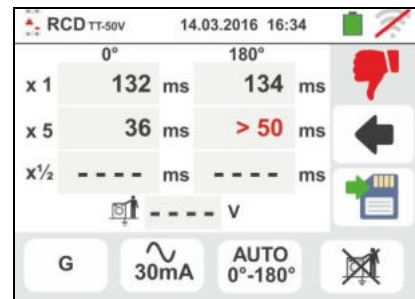 RCD TT-50V 14.03.2016 16:34
0° 180°
x 1 132 ms 134 ms
x 5 36 ms > 50 ms
x½ - - - - ms - - - - ms
- - - - V
G 30mA AUTO
0°-180°